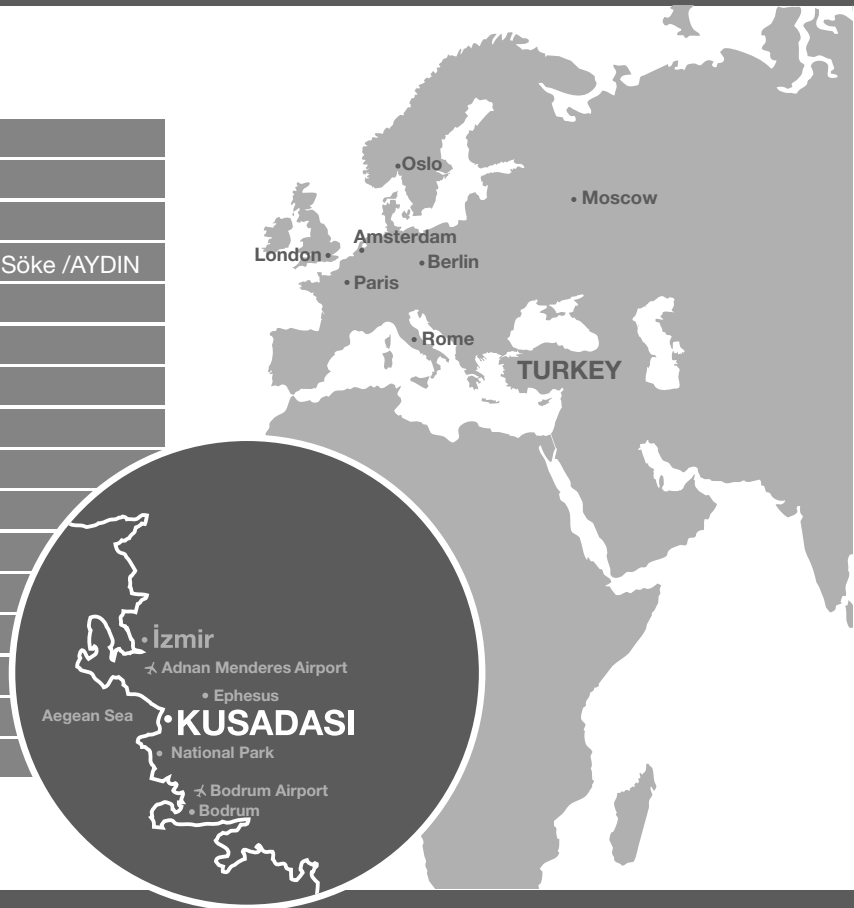 Oslo
Moscow
Amsterdam
London
Berlin
Söke /AYDIN
Paris
Rome
TURKEY
İzmir
Adnan Menderes Airport
Ephesus
Aegean Sea
KUSADASI
National Park
Bodrum Airport
Bodrum